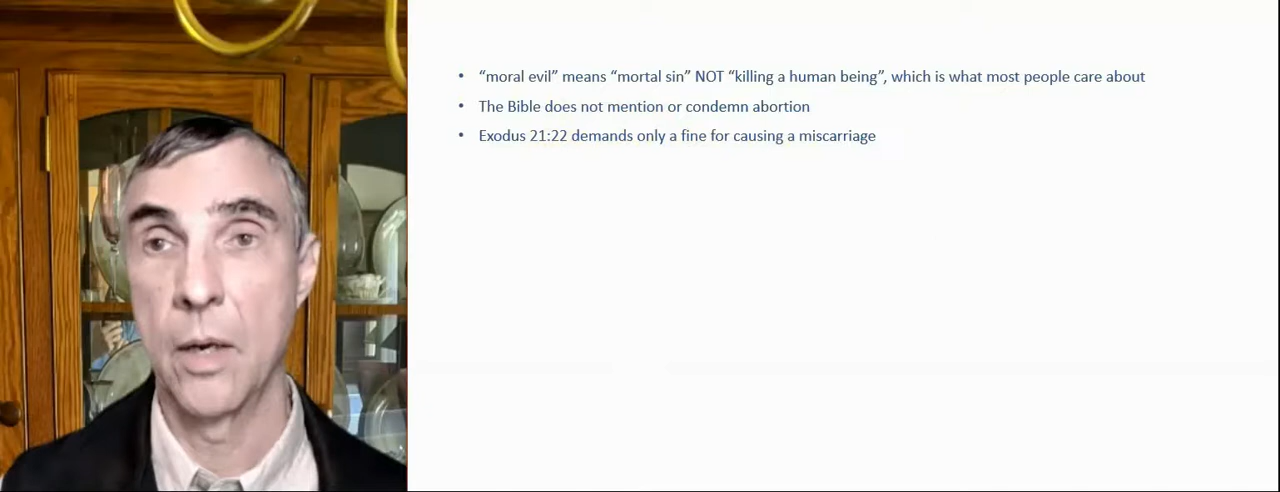 • “moral evil” means “mortal sin” NOT “killing a human being”, which is what most people care about
• The Bible does not mention or condemn abortion
• Exodus 21:22 demands only a fine for causing a miscarriage